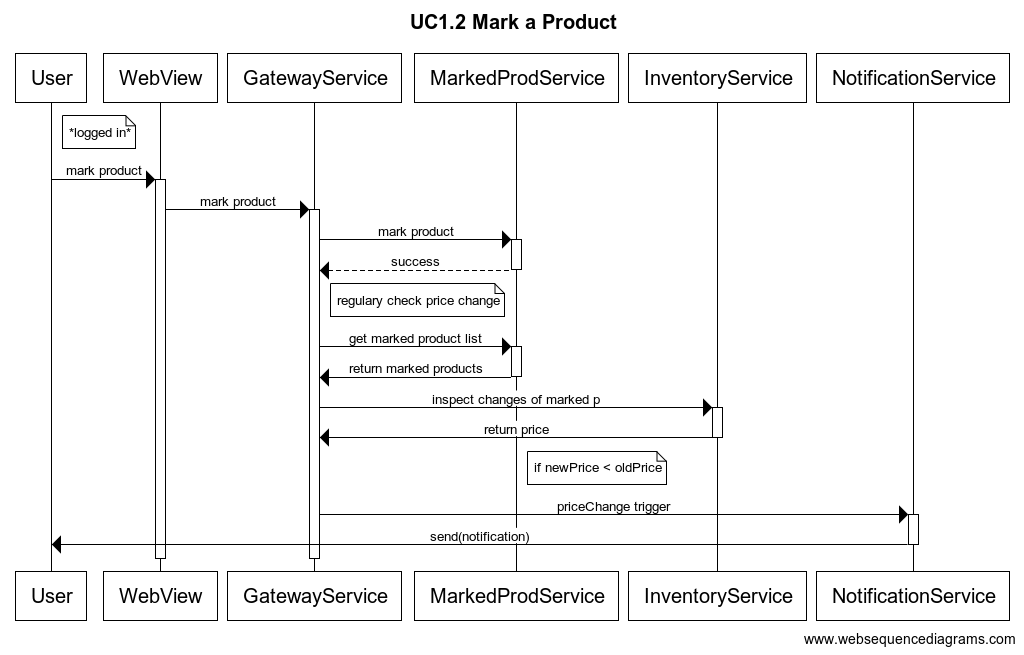 UC1.2 Mark a Product
User
WebView
GatewayService
MarkedProdService
InventoryService
NotificationService
*logged in*
mark product
mark product
mark product
success
regulary check price change
get marked product list
return marked products
inspect changes of marked p
return price
if newPrice < oldPrice
priceChange trigger
send(notification)
User
WebView
GatewayService
MarkedProdService
InventoryService
NotificationService
www.websequencediagrams.com